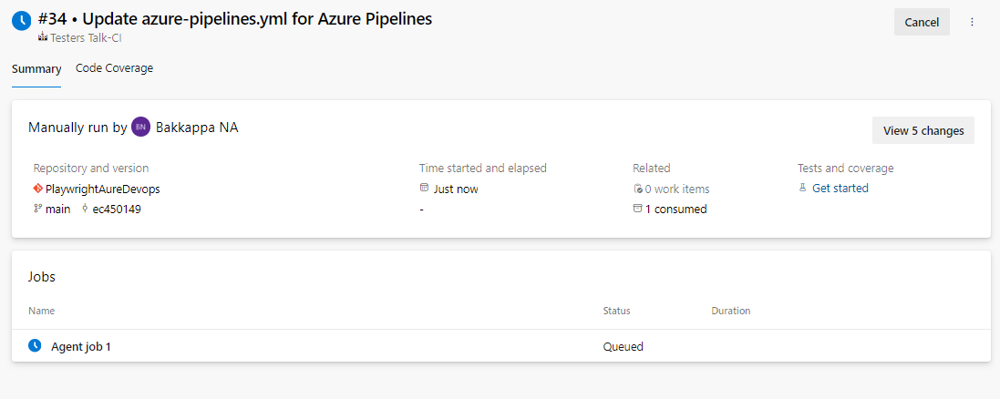 #34 • Update azure-pipelines.yml for Azure Pipelines
Cancel
Testers Talk-CI
Summary Code Coverage
Manually run by BN Bakkappa NA
View 5 changes
Repository and version Time started and elapsed Related Tests and coverage
PlaywrightAureDevops Just now 0 work items Get started
main ec450149 - 1 consumed
Jobs
Name Status Duration
Agent job 1 Queued